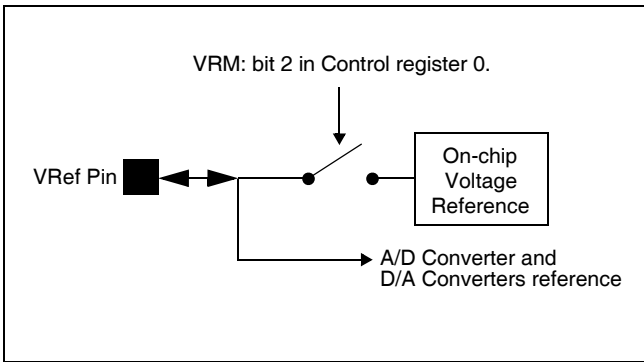 VRM: bit 2 in Control register 0.
VRef Pin
On-chip
Voltage
Reference
A/D Converter and
D/A Converters reference